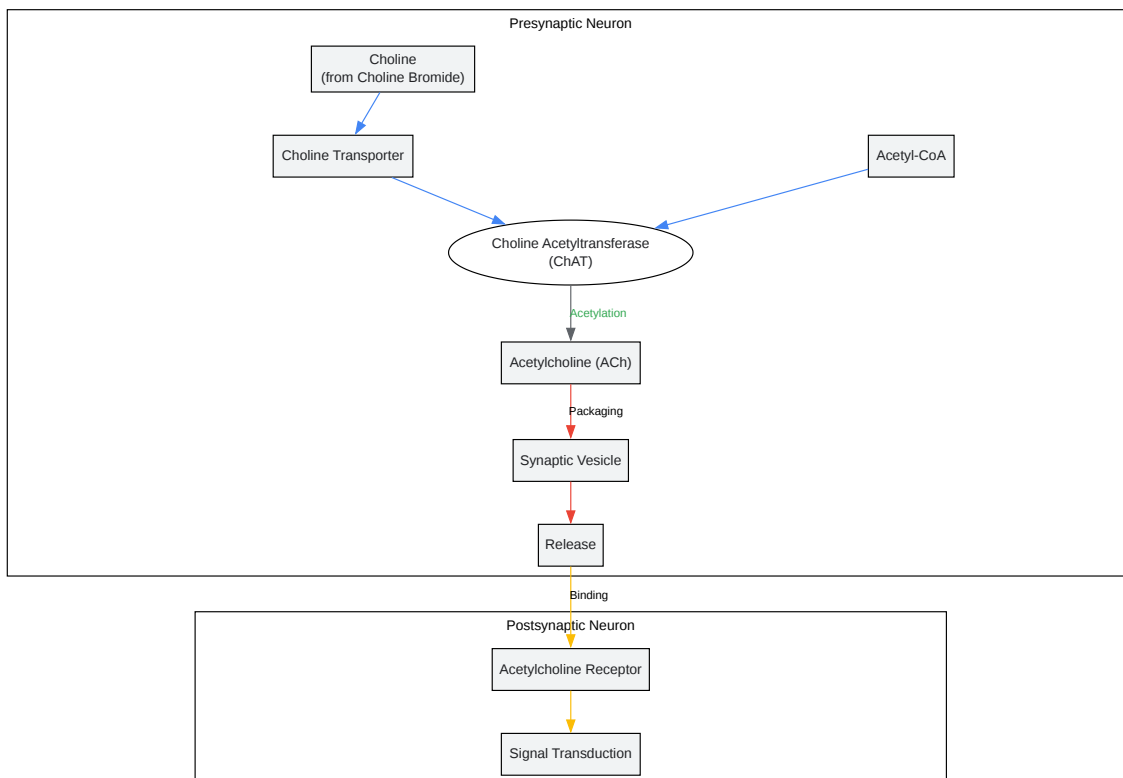 Presynaptic Neuron
Choline
(from Choline Bromide)
Choline Transporter
Acetyl-CoA
Choline Acetyltransferase
(ChAT)
Acetylation
Acetylcholine (ACh)
Packaging
Synaptic Vesicle
Release
Binding
Postsynaptic Neuron
Acetylcholine Receptor
Signal Transduction